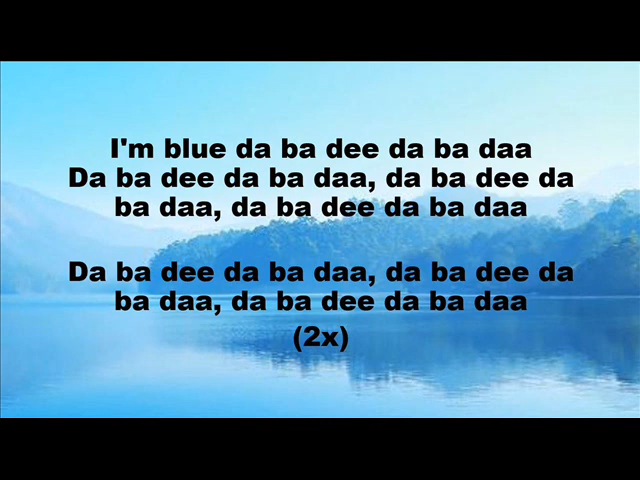 I'm blue da ba dee da ba daa
Da ba dee da ba daa, da ba dee da
ba daa, da ba dee da ba daa
Da ba dee da ba daa, da ba dee da
ba daa, da ba dee da ba daa
(2x)